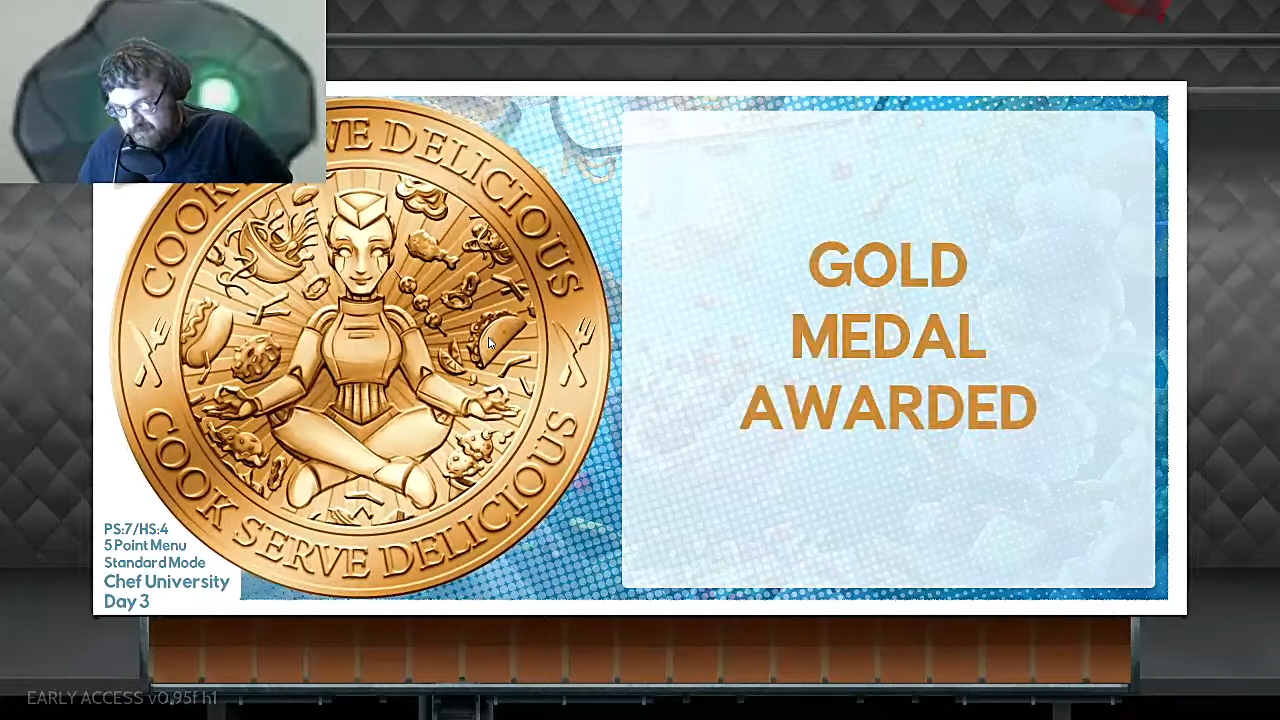 COOK SERVE DELICIOUS
COOK SERVE DELICIOUS
GOLD
MEDAL
AWARDED
PS:7/HS:4
5 Point Menu
Standard Mode
Chef University
Day 3
EARLY ACCESS v0.95f h1